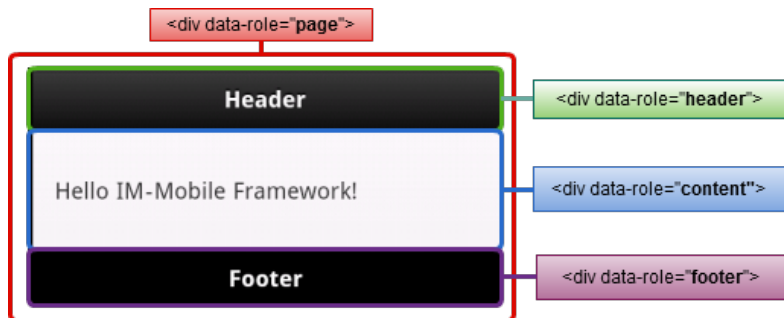 <div data-role="page">
Header
<div data-role="header">
Hello IM-Mobile Framework!
<div data-role="content">
Footer
<div data-role="footer">